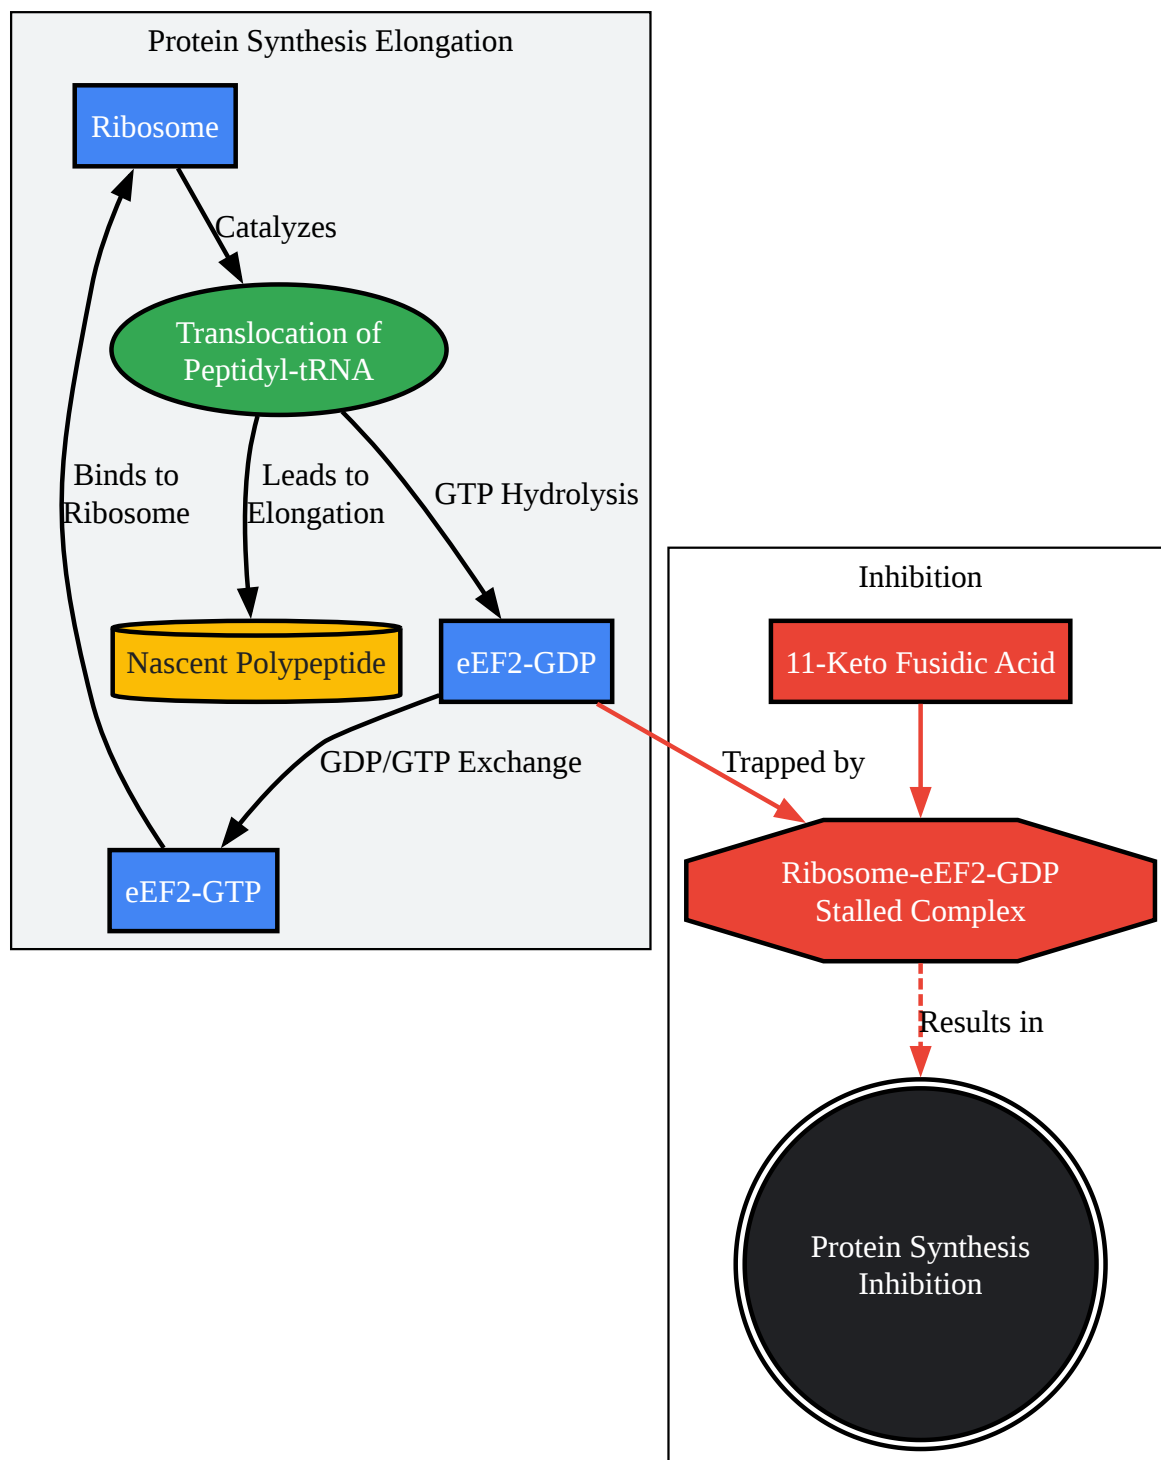 Protein Synthesis Elongation
Ribosome
Catalyzes
Translocation of
Peptidyl-tRNA
Binds to
Ribosome
Leads to
Elongation
GTP Hydrolysis
Nascent Polypeptide
eEF2-GDP
GDP/GTP Exchange
eEF2-GTP
Inhibition
11-Keto Fusidic Acid
Trapped by
Ribosome-eEF2-GDP
Stalled Complex
Results in
Protein Synthesis
Inhibition